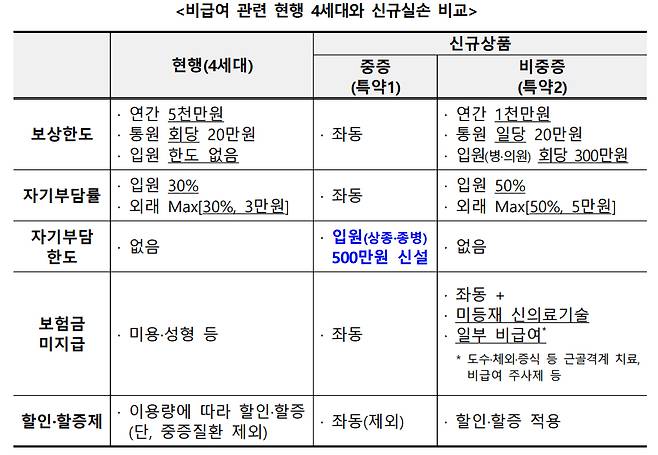 <비급여 관련 현행 4세대와 신규실손 비교>
현행(4세대)
신규상품
중증
(특약1)
비중증
(특약2)
보상한도
· 연간 5천만원
· 통원 회당 20만원
· 입원 한도 없음
· 좌동
· 연간 1천만원
· 통원 일당 20만원
· 입원(병·의원) 회당 300만원
자기부담률
· 입원 30%
· 외래 Max[30%, 3만원]
· 좌동
· 입원 50%
· 외래 Max[50%, 5만원]
자기부담
한도
· 없음
· 입원(상종·종병)
500만원 신설
· 없음
보험금
미지급
· 미용·성형 등
· 좌동
· 좌동 +
· 미등재 신의료기술
· 일부 비급여*
* 도수·체외·증식 등 근골격계 치료,
비급여 주사제 등
할인·할증제
· 이용량에 따라 할인·할증
(단, 중증질환 제외)
· 좌동(제외)
· 할인·할증 적용